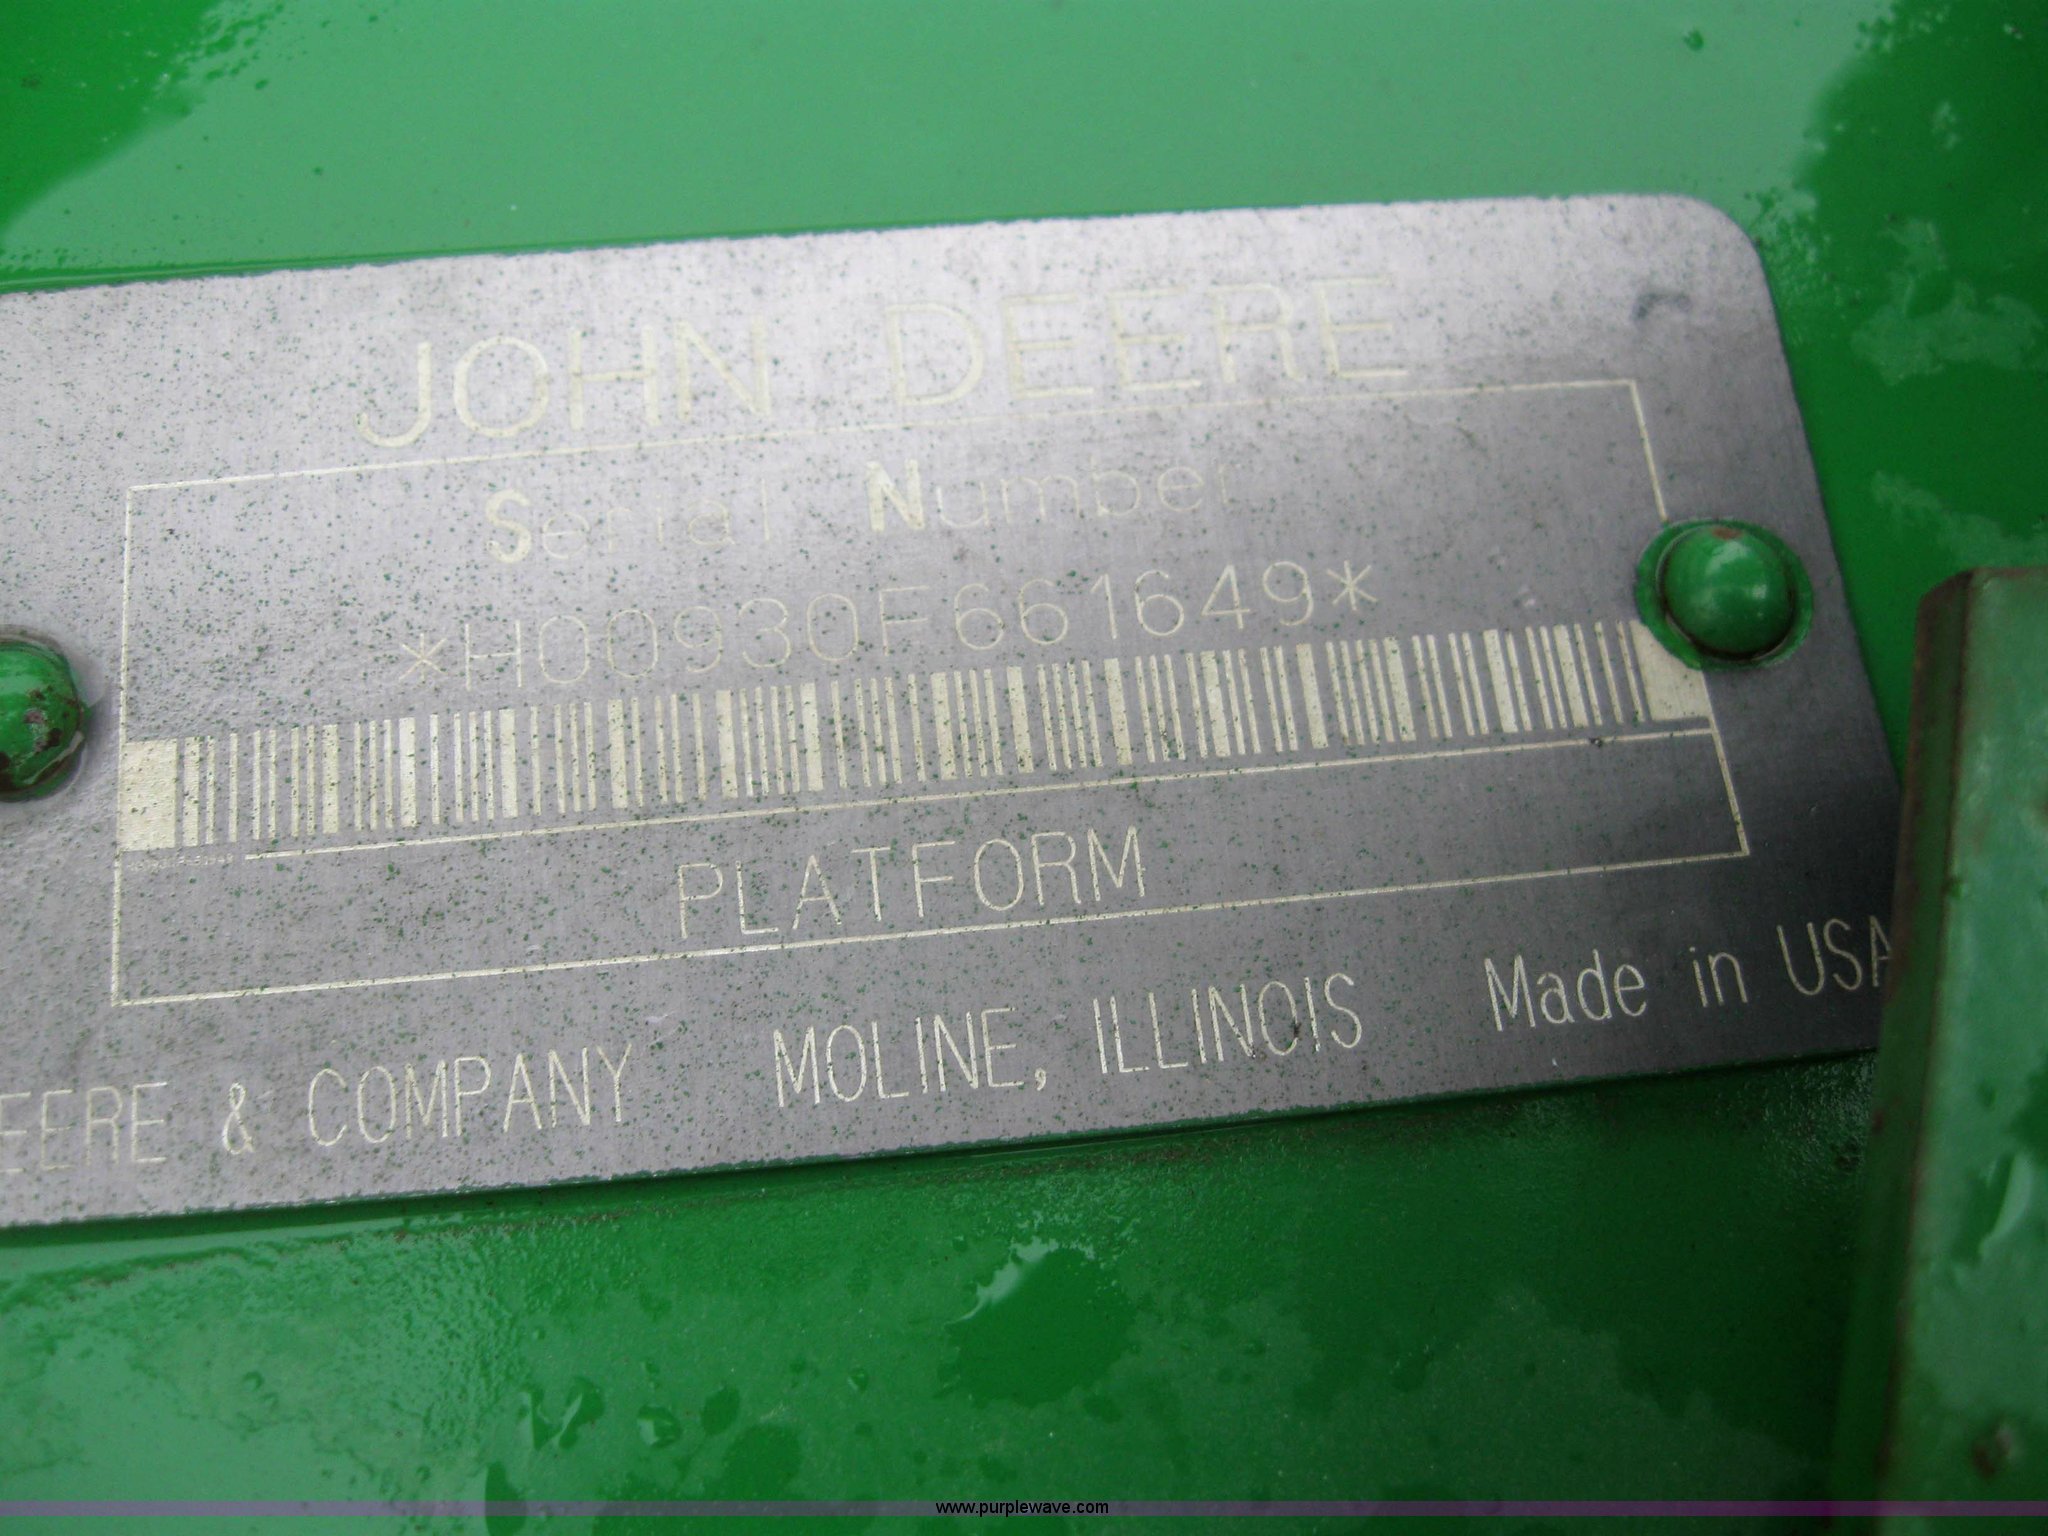 JOHN DEERE
Serial Number
*H00930F661649*
PLATFORM
EERE & COMPANY MOLINE, ILLINOIS Made in USA
www.purplewave.com